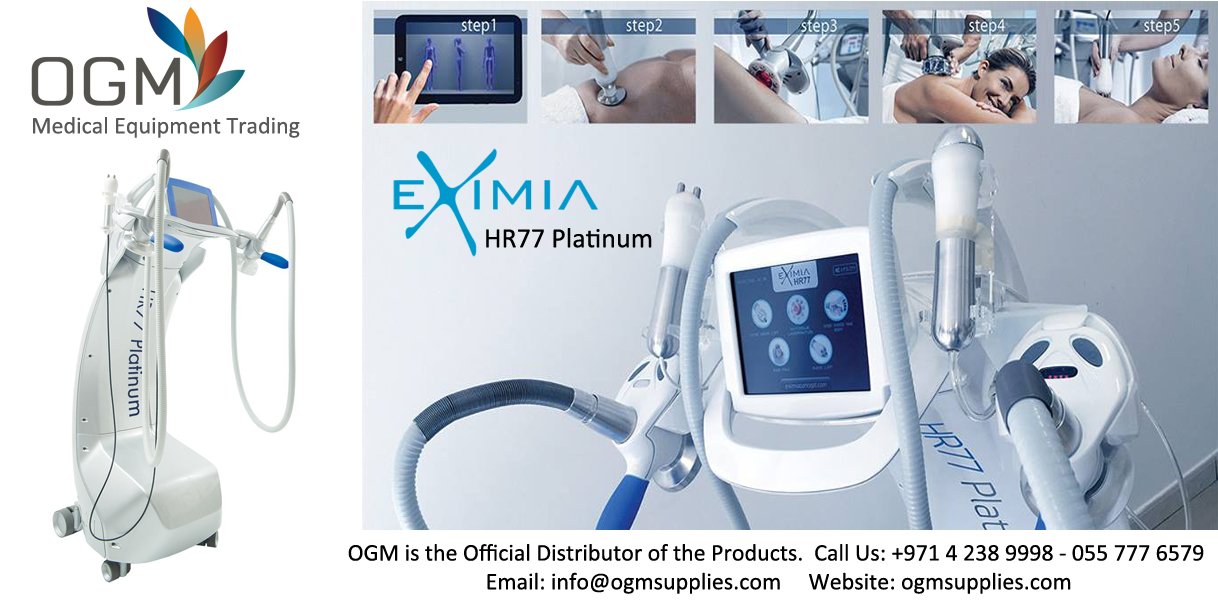 OGM
Medical Equipment Trading
step1
step2
step3
step4
step5
EXIMIA
HR77 Platinum
HR77 Platinum
EXIMIA
HR77
eximiaconcept.com
HR77 Plat
OGM is the Official Distributor of the Products. Call Us: +971 4 238 9998 - 055 777 6579
Email: info@ogmsupplies.com Website: ogmsupplies.com